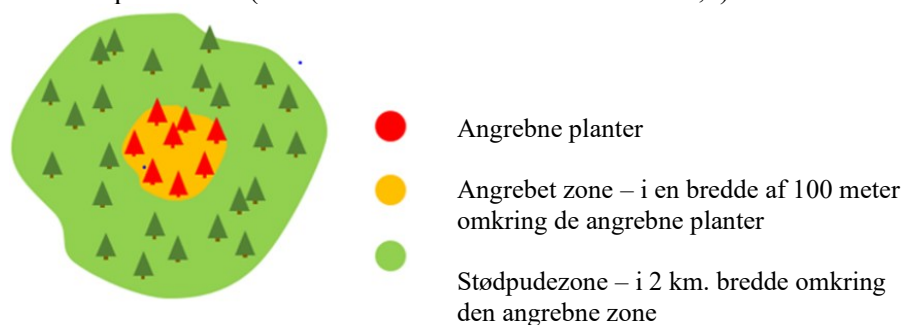 Angrebne planter
Angrebet zone – i en bredde af 100 meter
omkring de angrebne planter
Stødpudezone – i 2 km. bredde omkring
den angrebne zone